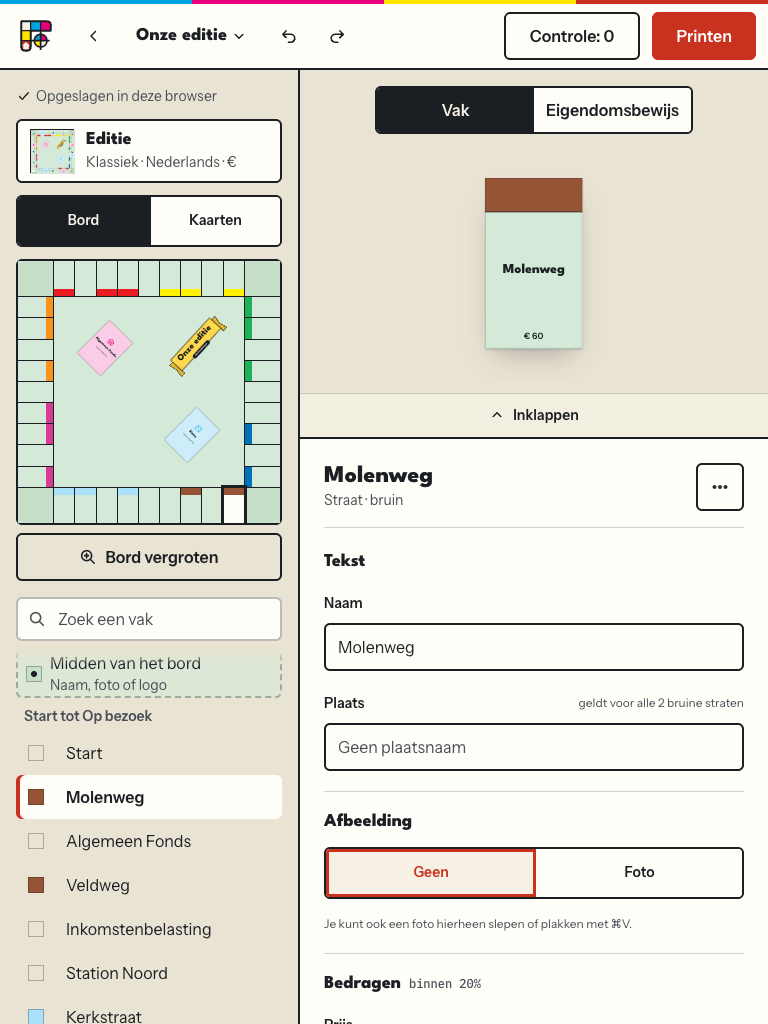 Onze editie
Controle: 0
Printen
Opgeslagen in deze browser
Editie
Klassiek · Nederlands · €
Bord
Kaarten
Algemeen Fonds
Onze editie
Kans
Bord vergroten
Zoek een vak
Midden van het bord
Naam, foto of logo
Start tot Op bezoek
Start
Molenweg
Algemeen Fonds
Veldweg
Inkomstenbelasting
Station Noord
Kerkstraat
Vak
Eigendomsbewijs
Molenweg
€ 60
Inklappen
Molenweg
Straat · bruin
Tekst
Naam
Molenweg
Plaats
geldt voor alle 2 bruine straten
Geen plaatsnaam
Afbeelding
Geen
Foto
Je kunt ook een foto hierheen slepen of plakken met ⌘V.
Bedragen binnen 20%
Prijs